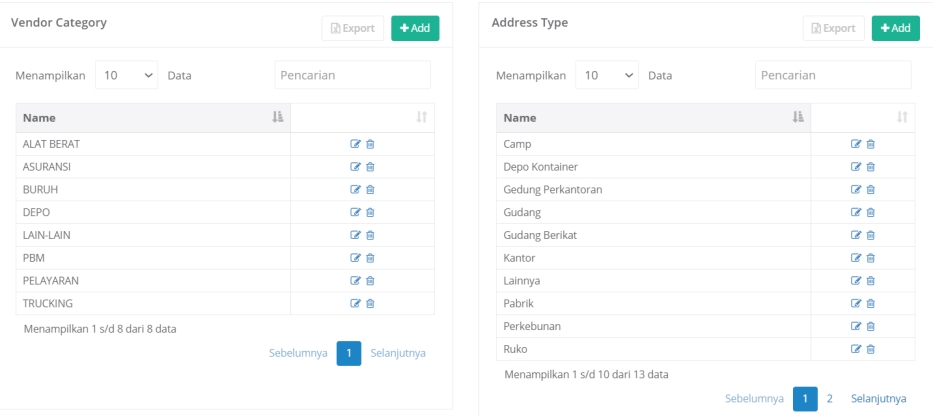 Vendor Category
Export
Add
Menampilkan 10 Data
Pencarian
Name
ALAT BERAT
ASURANSI
BURUH
DEPO
LAIN-LAIN
PBM
PELAYARAN
TRUCKING
Menampilkan 1 s/d 8 dari 8 data
Sebelumnya 1 Selanjutnya
Address Type
Export
Add
Menampilkan 10 Data
Pencarian
Name
Camp
Depo Kontainer
Gedung Perkantoran
Gudang
Gudang Berikat
Kantor
Lainnya
Pabrik
Perkebunan
Ruko
Menampilkan 1 s/d 10 dari 13 data
Sebelumnya 1 2 Selanjutnya